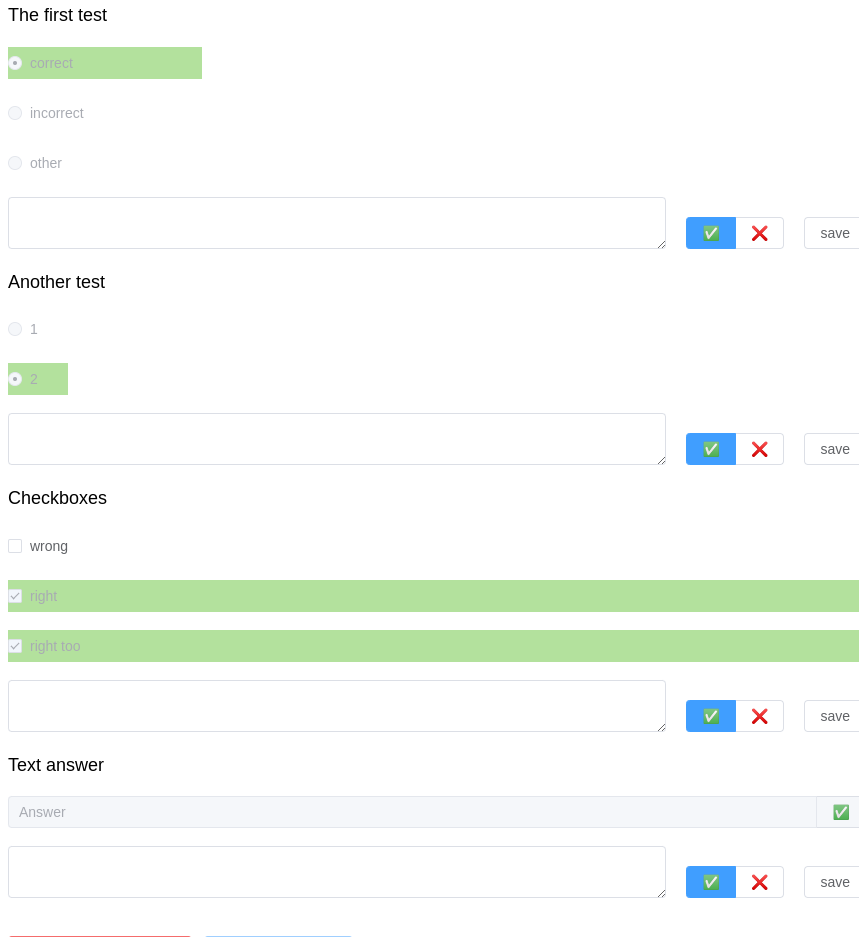 The first test
correct
incorrect
other
save
Another test
1
2
save
Checkboxes
wrong
right
right too
save
Text answer
Answer
save